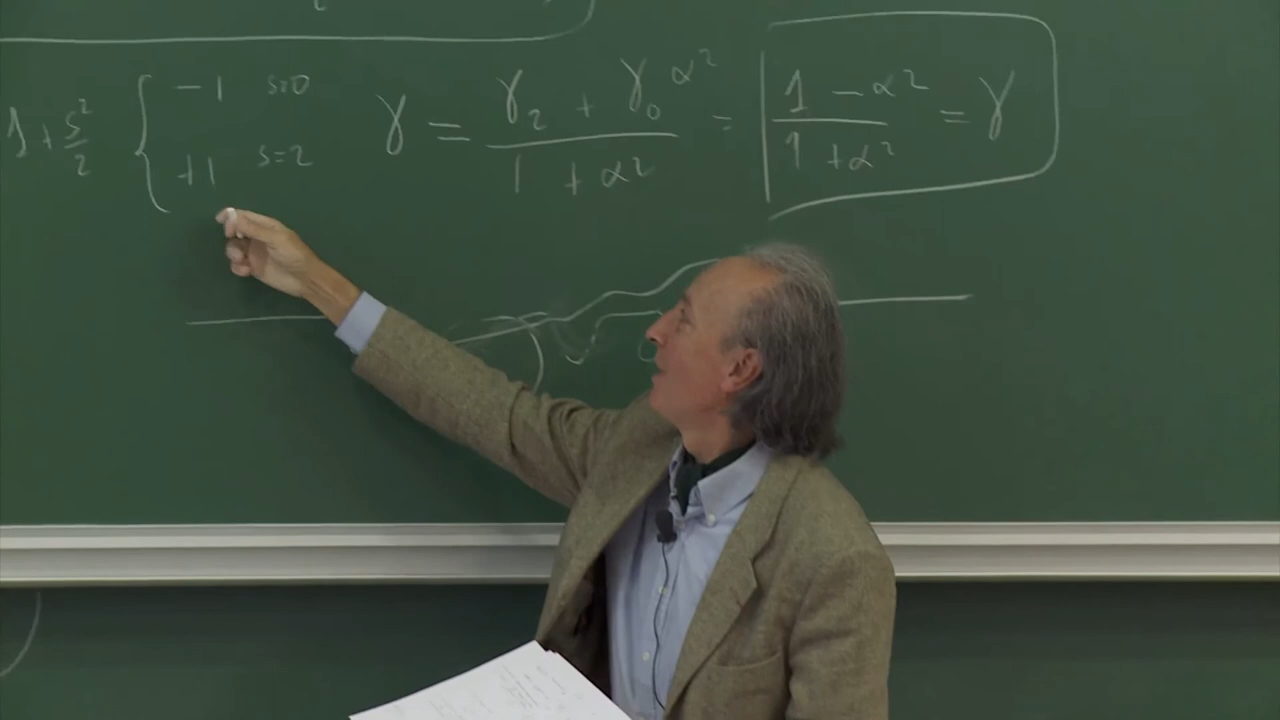 1 + s²/2 { −1 s=0
+1 s=2
γ = (γ₂ + γ₀ α²) / (1 + α²) = (1 − α²) / (1 + α²) = γ